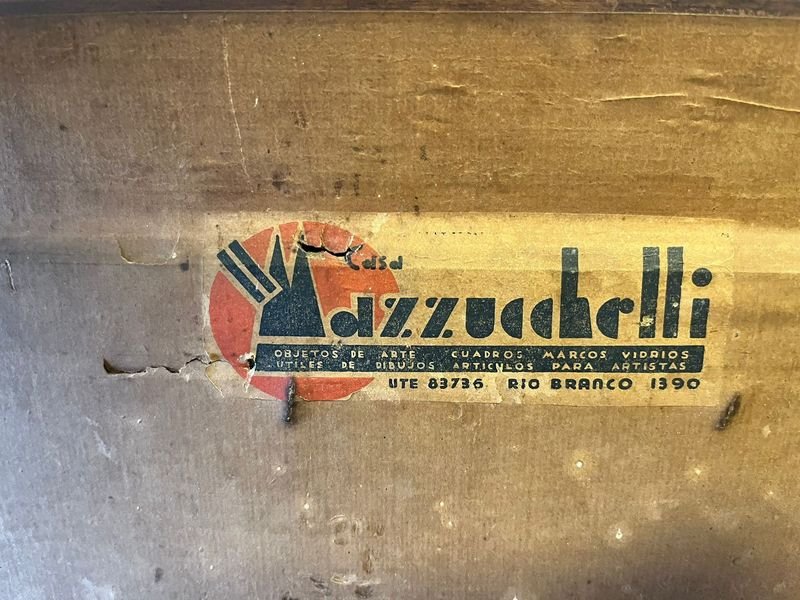 Casa
Mazzucchelli
OBJETOS DE ARTE CUADROS MARCOS VIDRIOS
UTILES DE DIBUJOS ARTICULOS PARA ARTISTAS
UTE 83736 RIO BRANCO 1390